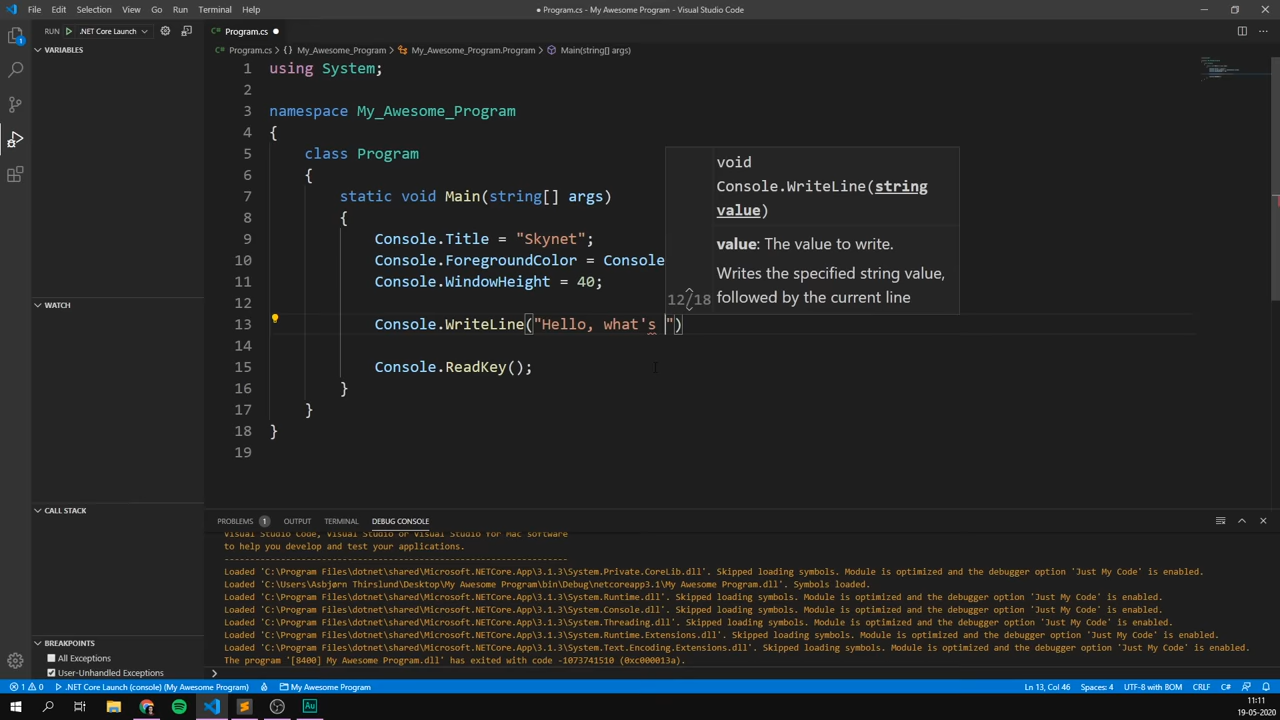 File Edit Selection View Go Run Terminal Help
● Program.cs - My Awesome Program - Visual Studio Code
RUN .NET Core Launch
Program.cs ●
VARIABLES
Program.cs {} My_Awesome_Program My_Awesome_Program.Program Main(string[] args)
1 using System;
2
3 namespace My_Awesome_Program
4 {
5 class Program
6 {
7 static void Main(string[] args)
8 {
9 Console.Title = "Skynet";
10 Console.ForegroundColor = Console
11 Console.WindowHeight = 40;
12
13 Console.WriteLine("Hello, what's ")
14
15 Console.ReadKey();
16 }
17 }
18 }
19
void
Console.WriteLine(string
value)
value: The value to write.
Writes the specified string value,
followed by the current line
12/18
WATCH
CALL STACK
BREAKPOINTS
All Exceptions
User-Unhandled Exceptions
1
PROBLEMS 1 OUTPUT TERMINAL DEBUG CONSOLE
Visual Studio Code, Visual Studio or Visual Studio for Mac software
to help you develop and test your applications.
-------------------------------------------------------------------
Loaded 'C:\Program Files\dotnet\shared\Microsoft.NETCore.App\3.1.3\System.Private.CoreLib.dll'. Skipped loading symbols. Module is optimized and the debugger option 'Just My Code' is enabled.
Loaded 'C:\Users\Asbjørn Thirslund\Desktop\My Awesome Program\bin\Debug\netcoreapp3.1\My Awesome Program.dll'. Symbols loaded.
Loaded 'C:\Program Files\dotnet\shared\Microsoft.NETCore.App\3.1.3\System.Runtime.dll'. Skipped loading symbols. Module is optimized and the debugger option 'Just My Code' is enabled.
Loaded 'C:\Program Files\dotnet\shared\Microsoft.NETCore.App\3.1.3\System.Console.dll'. Skipped loading symbols. Module is optimized and the debugger option 'Just My Code' is enabled.
Loaded 'C:\Program Files\dotnet\shared\Microsoft.NETCore.App\3.1.3\System.Threading.dll'. Skipped loading symbols. Module is optimized and the debugger option 'Just My Code' is enabled.
Loaded 'C:\Program Files\dotnet\shared\Microsoft.NETCore.App\3.1.3\System.Runtime.Extensions.dll'. Skipped loading symbols. Module is optimized and the debugger option 'Just My Code' is enabled.
Loaded 'C:\Program Files\dotnet\shared\Microsoft.NETCore.App\3.1.3\System.Text.Encoding.Extensions.dll'. Skipped loading symbols. Module is optimized and the debugger option 'Just My Code' is enabled.
The program '[8400] My Awesome Program.dll' has exited with code -1073741510 (0xc000013a).
1 0 .NET Core Launch (console) (My Awesome Program) My Awesome Program Ln 13, Col 46 Spaces: 4 UTF-8 with BOM CRLF C#
Au
11:11
19-05-2020